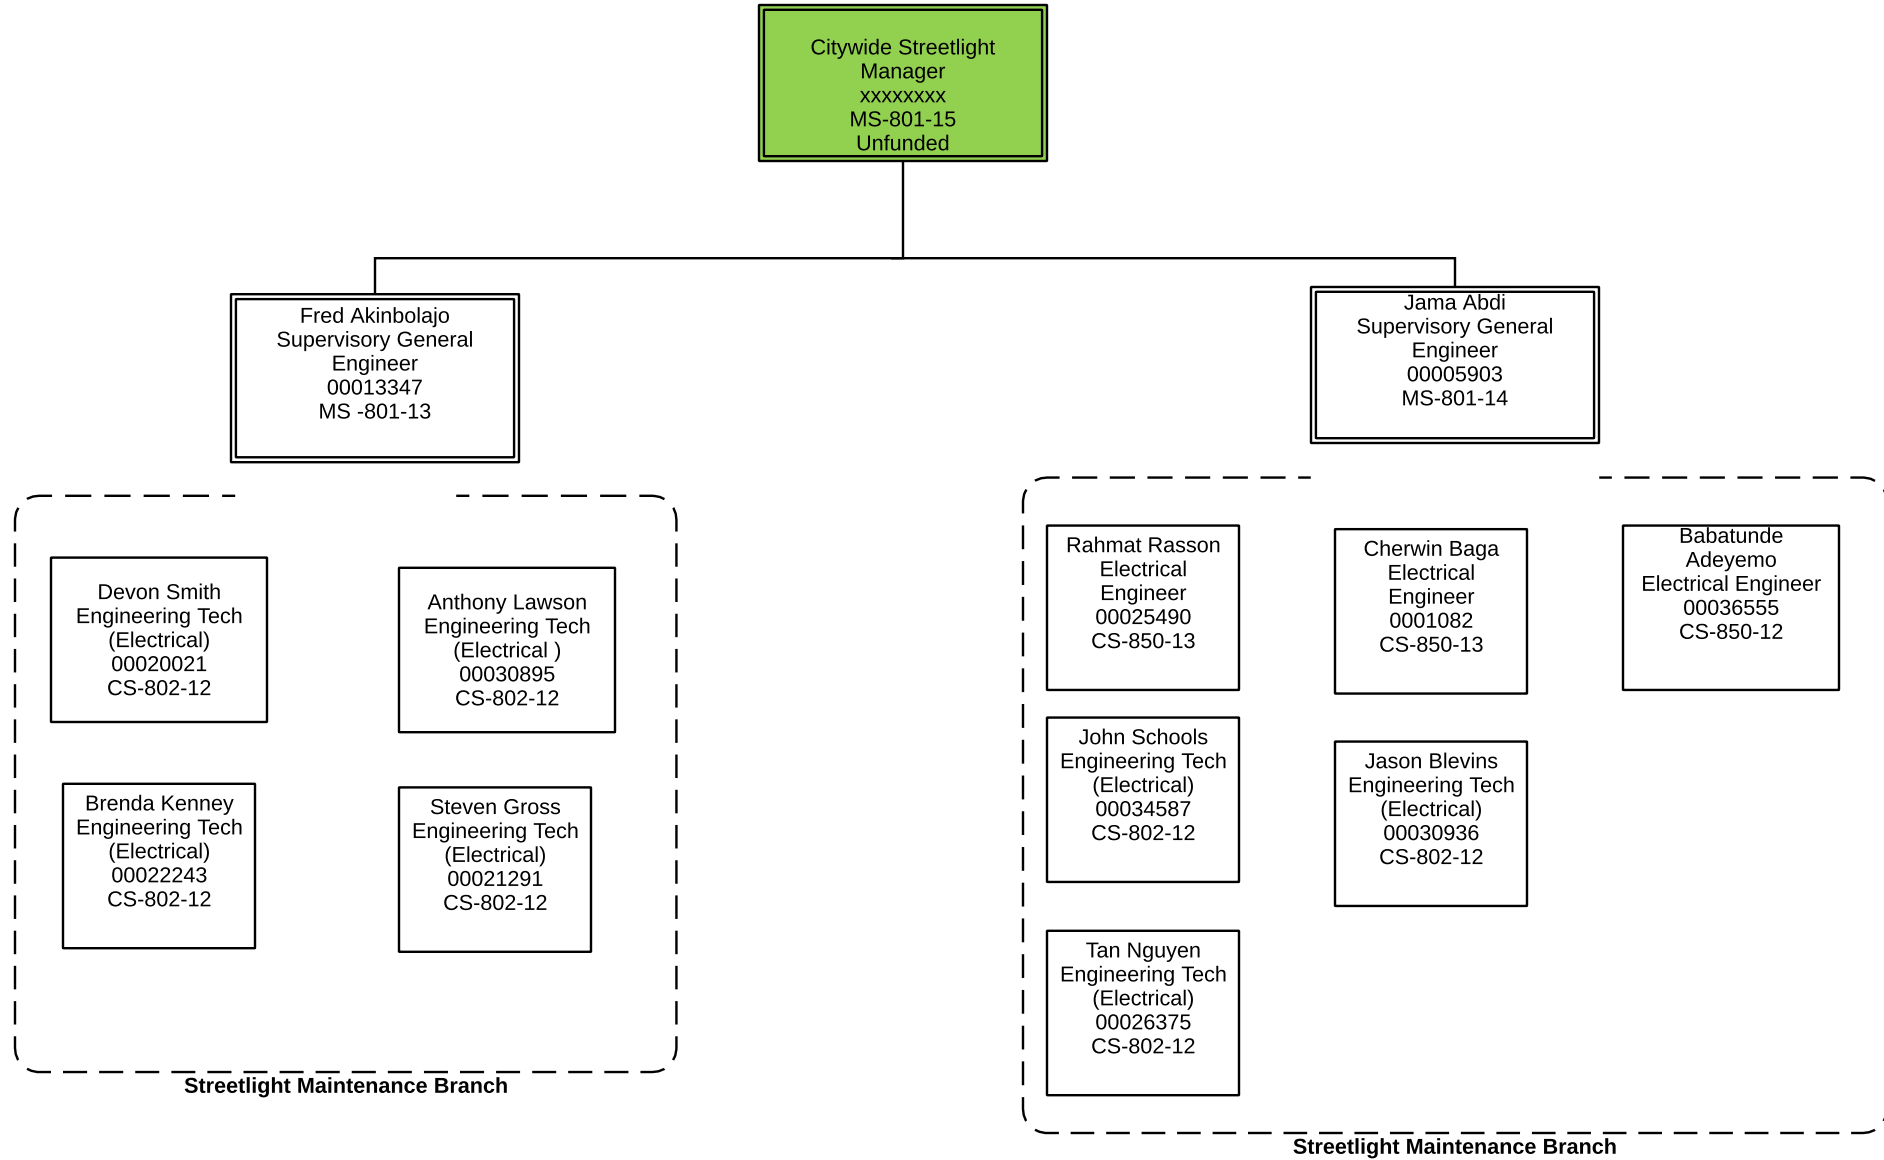 Citywide Streetlight
Manager
xxxxxxxx
MS-801-15
Unfunded
Fred Akinbolajo
Supervisory General
Engineer
00013347
MS -801-13
Jama Abdi
Supervisory General
Engineer
00005903
MS-801-14
Devon Smith
Engineering Tech
(Electrical)
00020021
CS-802-12
Anthony Lawson
Engineering Tech
(Electrical )
00030895
CS-802-12
Brenda Kenney
Engineering Tech
(Electrical)
00022243
CS-802-12
Steven Gross
Engineering Tech
(Electrical)
00021291
CS-802-12
Streetlight Maintenance Branch
Rahmat Rasson
Electrical
Engineer
00025490
CS-850-13
Cherwin Baga
Electrical
Engineer
0001082
CS-850-13
Babatunde
Adeyemo
Electrical Engineer
00036555
CS-850-12
John Schools
Engineering Tech
(Electrical)
00034587
CS-802-12
Jason Blevins
Engineering Tech
(Electrical)
00030936
CS-802-12
Tan Nguyen
Engineering Tech
(Electrical)
00026375
CS-802-12
Streetlight Maintenance Branch